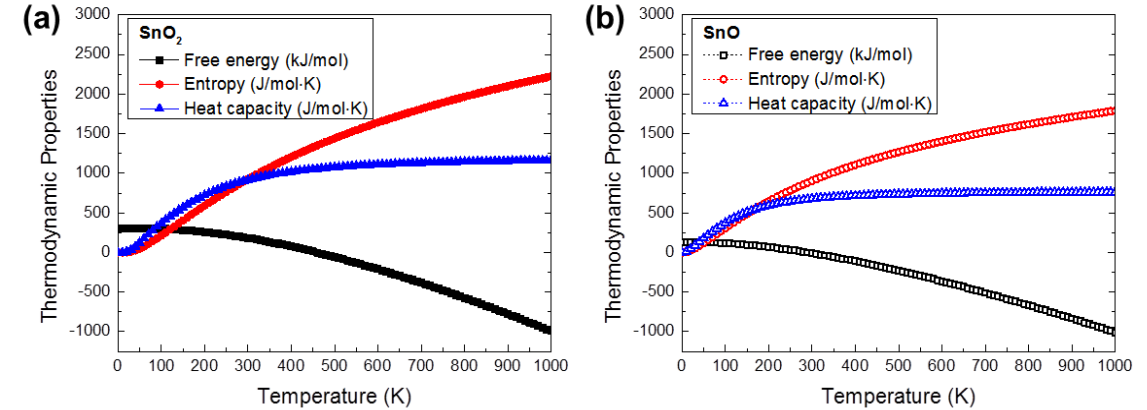 (a)
SnO₂
Free energy (kJ/mol)
Entropy (J/mol·K)
Heat capacity (J/mol·K)
Thermodynamic Properties
3000
2500
2000
1500
1000
500
0
-500
-1000
0 100 200 300 400 500 600 700 800 900 1000
Temperature (K)
(b)
SnO
Free energy (kJ/mol)
Entropy (J/mol·K)
Heat capacity (J/mol·K)
Thermodynamic Properties
3000
2500
2000
1500
1000
500
0
-500
-1000
0 100 200 300 400 500 600 700 800 900 1000
Temperature (K)